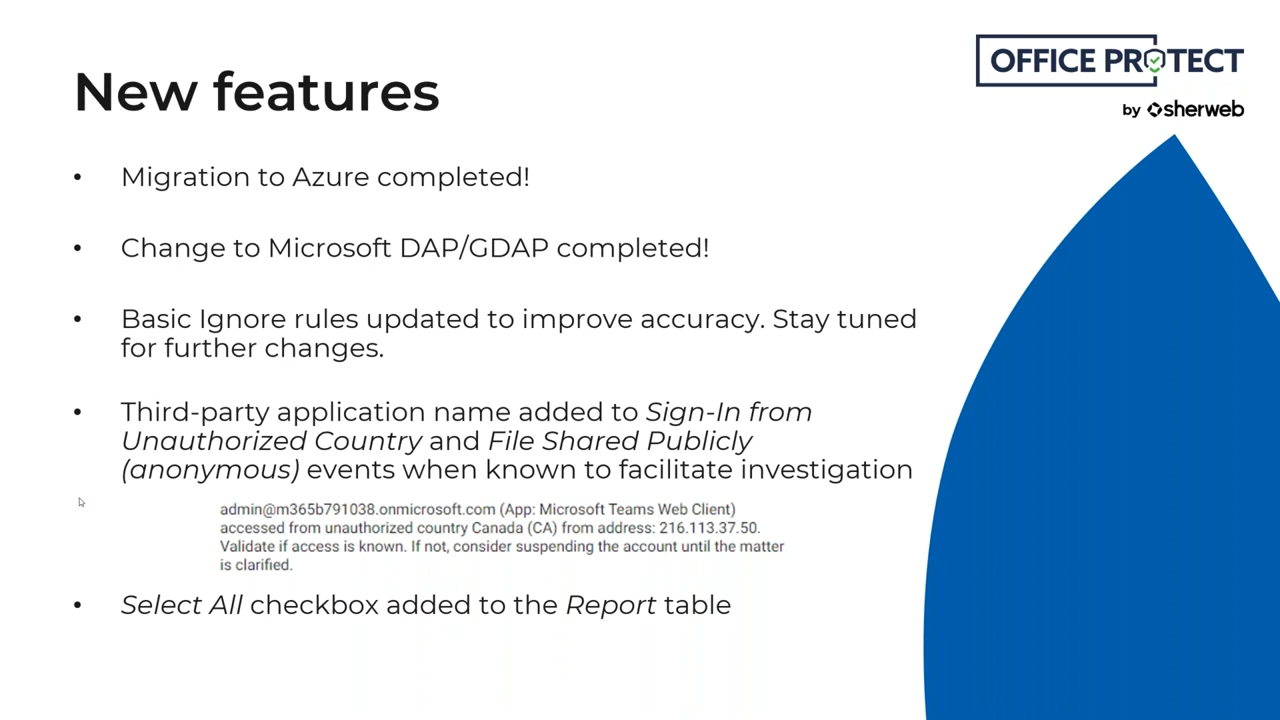 OFFICE PROTECT
by sherweb
New features
• Migration to Azure completed!
• Change to Microsoft DAP/GDAP completed!
• Basic Ignore rules updated to improve accuracy. Stay tuned
for further changes.
• Third-party application name added to Sign-In from
Unauthorized Country and File Shared Publicly
(anonymous) events when known to facilitate investigation
admin@m365b791038.onmicrosoft.com (App: Microsoft Teams Web Client)
accessed from unauthorized country Canada (CA) from address: 216.113.37.50.
Validate if access is known. If not, consider suspending the account until the matter
is clarified.
• Select All checkbox added to the Report table